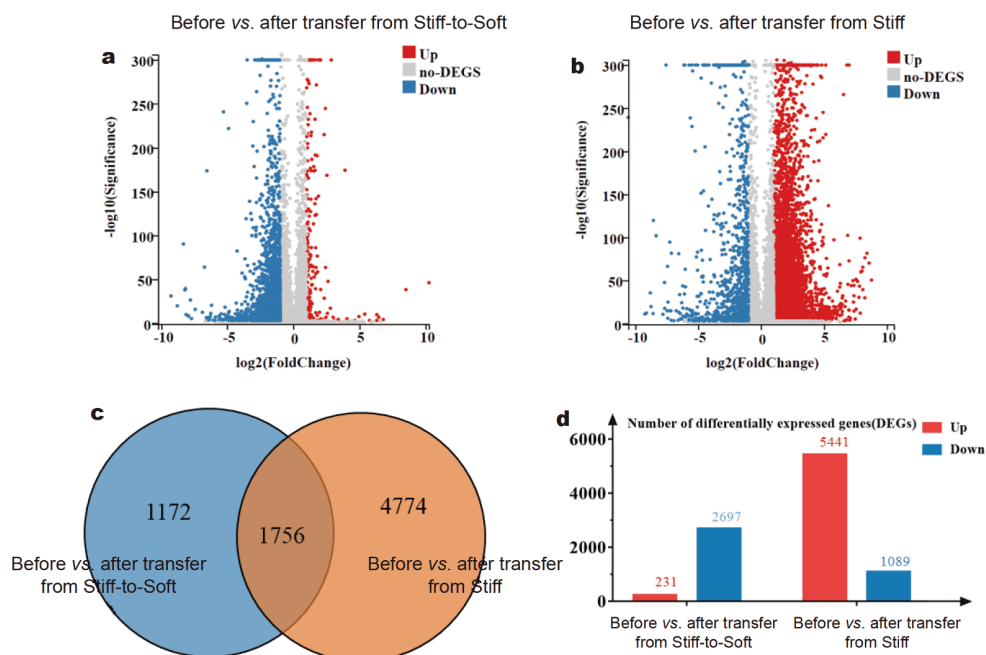 Before vs. after transfer from Stiff-to-Soft
Before vs. after transfer from Stiff
a
Up
no-DEGS
Down
300
250
200
150
100
50
0
-10
-5
0
5
10
-log10(Significance)
log2(FoldChange)
b
Up
no-DEGS
Down
300
250
200
150
100
50
0
-10
-5
0
5
10
-log10(Significance)
log2(FoldChange)
c
1172
1756
4774
Before vs. after transfer
from Stiff-to-Soft
Before vs. after transfer
from Stiff
d
Number of differentially expressed genes(DEGs)
Up
Down
6000
4000
2000
0
231
2697
5441
1089
Before vs. after transfer
from Stiff-to-Soft
Before vs. after transfer
from Stiff